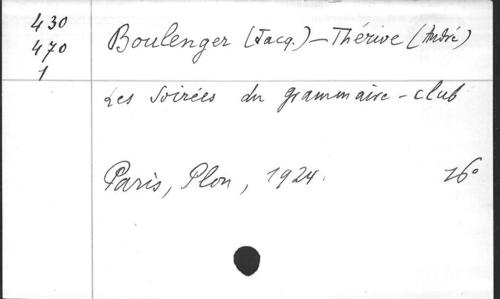 430
470
1
Boulenger (Jacq.) - Thérive (André)
Les Soirées du grammaire-club
Paris, Plon, 1924.
16°